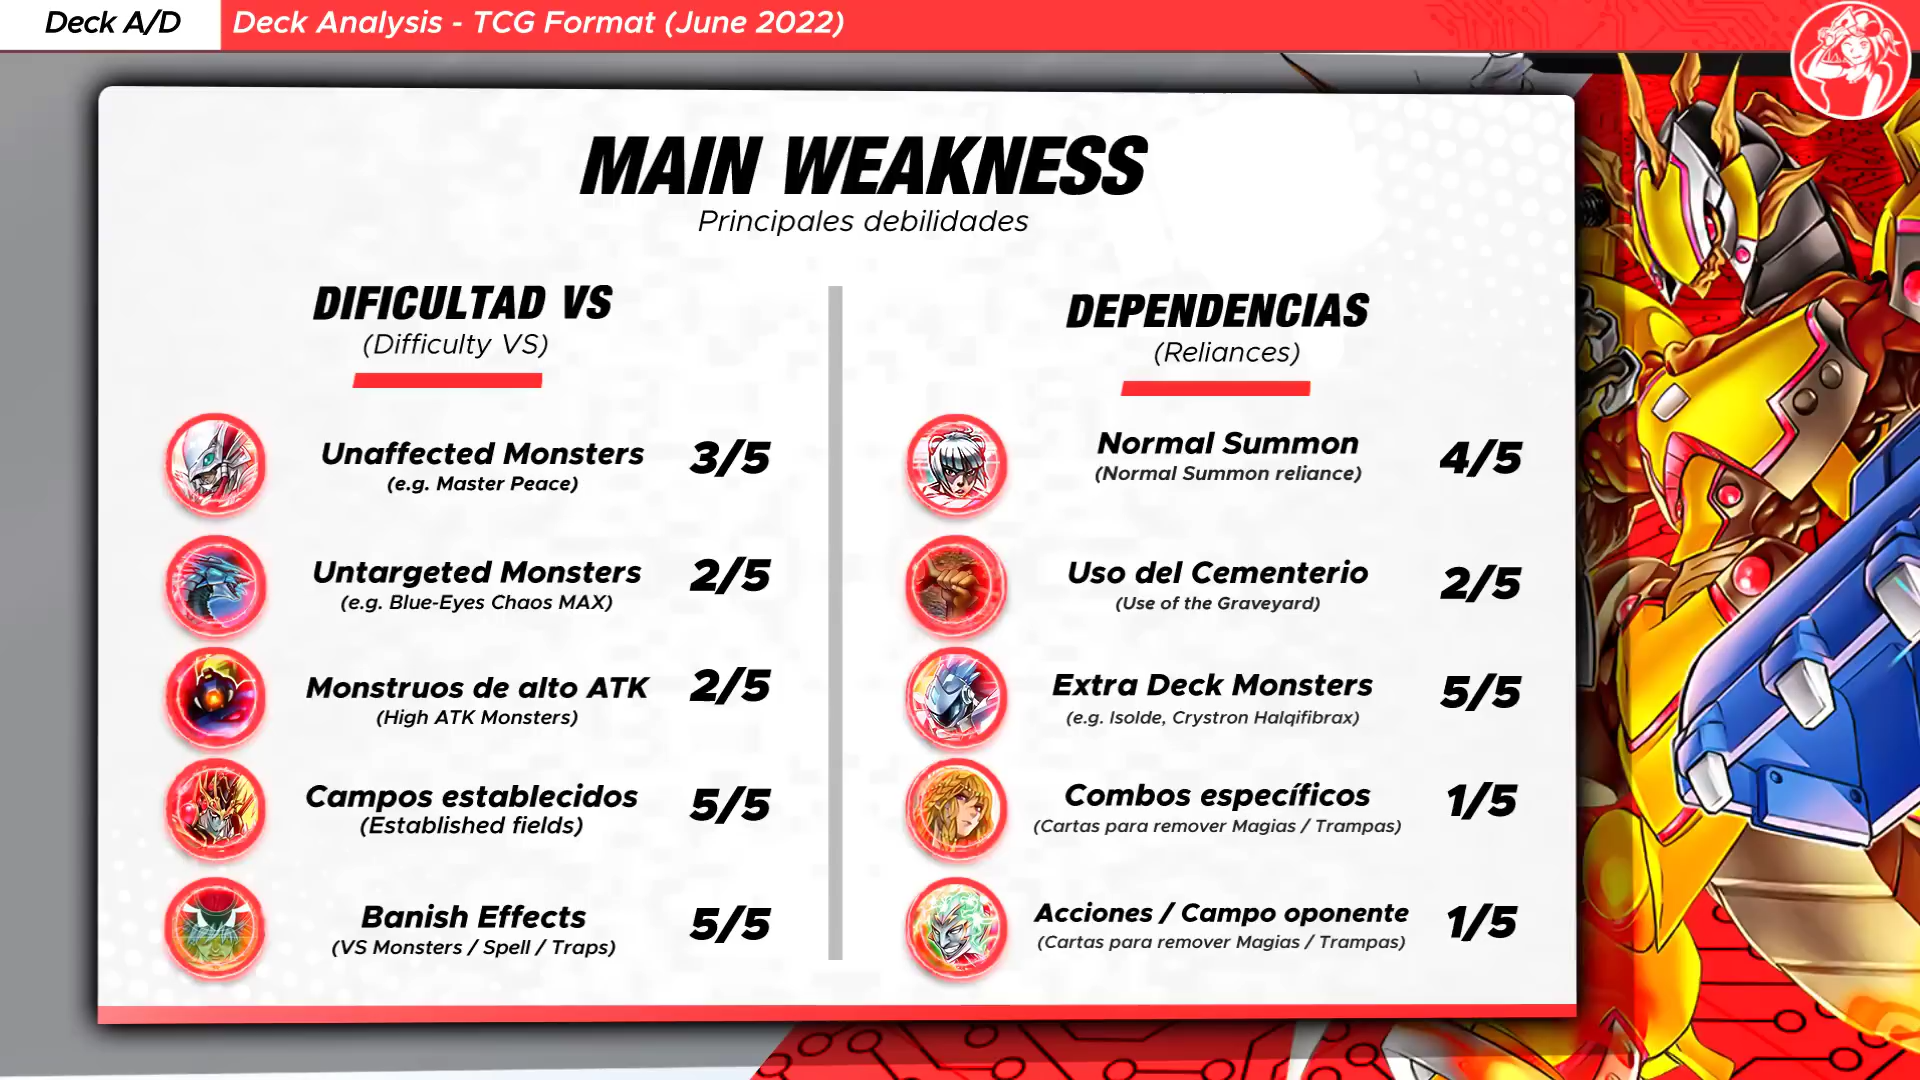 Deck A/D
Deck Analysis - TCG Format (June 2022)
MAIN WEAKNESS
Principales debilidades
DIFICULTAD VS
(Difficulty VS)
Unaffected Monsters
(e.g. Master Peace)
3/5
Untargeted Monsters
(e.g. Blue-Eyes Chaos MAX)
2/5
Monstruos de alto ATK
(High ATK Monsters)
2/5
Campos establecidos
(Established fields)
5/5
Banish Effects
(VS Monsters / Spell / Traps)
5/5
DEPENDENCIAS
(Reliances)
Normal Summon
(Normal Summon reliance)
4/5
Uso del Cementerio
(Use of the Graveyard)
2/5
Extra Deck Monsters
(e.g. Isolde, Crystron Halqifibrax)
5/5
Combos específicos
(Cartas para remover Magias / Trampas)
1/5
Acciones / Campo oponente
(Cartas para remover Magias / Trampas)
1/5